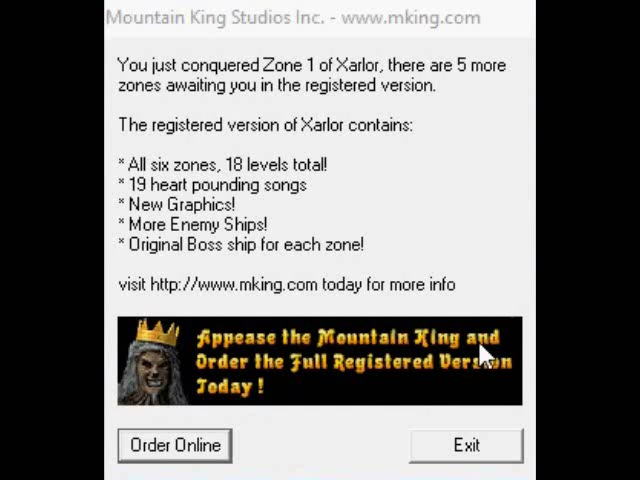 Mountain King Studios Inc. - www.mking.com
You just conquered Zone 1 of Xarlor, there are 5 more
zones awaiting you in the registered version.
The registered version of Xarlor contains:
* All six zones, 18 levels total!
* 19 heart pounding songs
* New Graphics!
* More Enemy Ships!
* Original Boss ship for each zone!
visit http://www.mking.com today for more info
Appease the Mountain King and
Order the Full Registered Version
Today !
Order Online
Exit